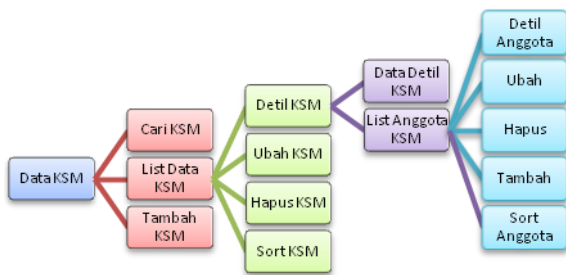 Data KSM
Cari KSM
List Data
KSM
Tambah
KSM
Detil KSM
Ubah KSM
Hapus KSM
Sort KSM
Data Detil
KSM
List Anggota
KSM
Detil
Anggota
Ubah
Hapus
Tambah
Sort
Anggota